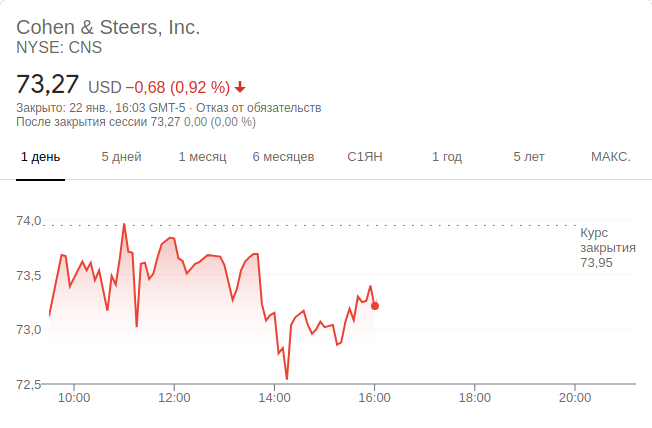 Cohen & Steers, Inc.
NYSE: CNS
73,27 USD −0,68 (0,92 %)
Закрыто: 22 янв., 16:03 GMT-5 · Отказ от обязательств
После закрытия сессии 73,27 0,00 (0,00 %)
1 день 5 дней 1 месяц 6 месяцев С1ЯН 1 год 5 лет МАКС.
74,0
Курс
закрытия
73,95
73,5
73,0
72,5
10:00 12:00 14:00 16:00 18:00 20:00